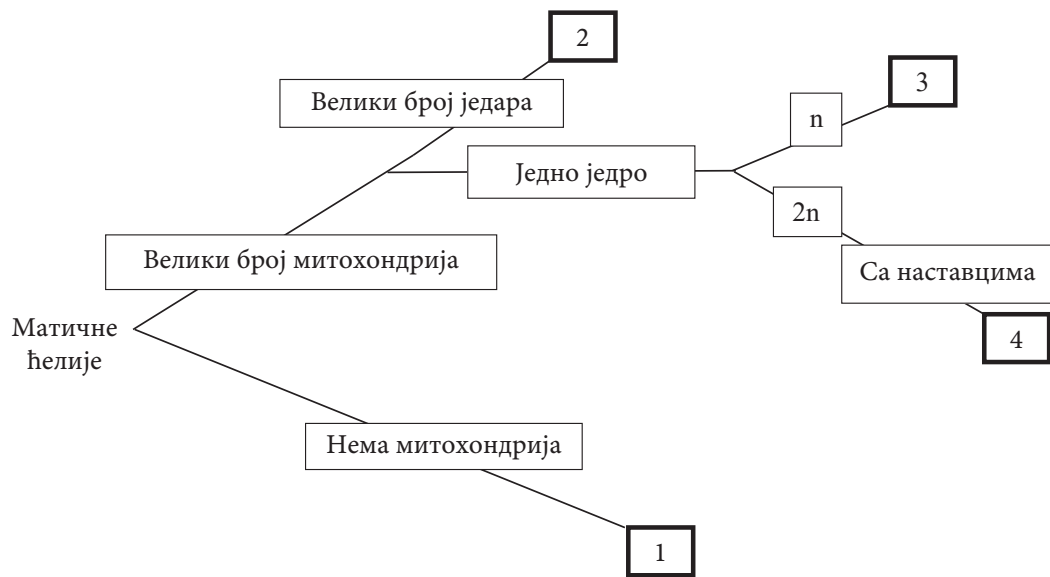 2
3
Велики број једара
n
Једно једро
2n
Велики број митохондрија
Са наставцима
Матичне
ћелије
4
Нема митохондрија
1